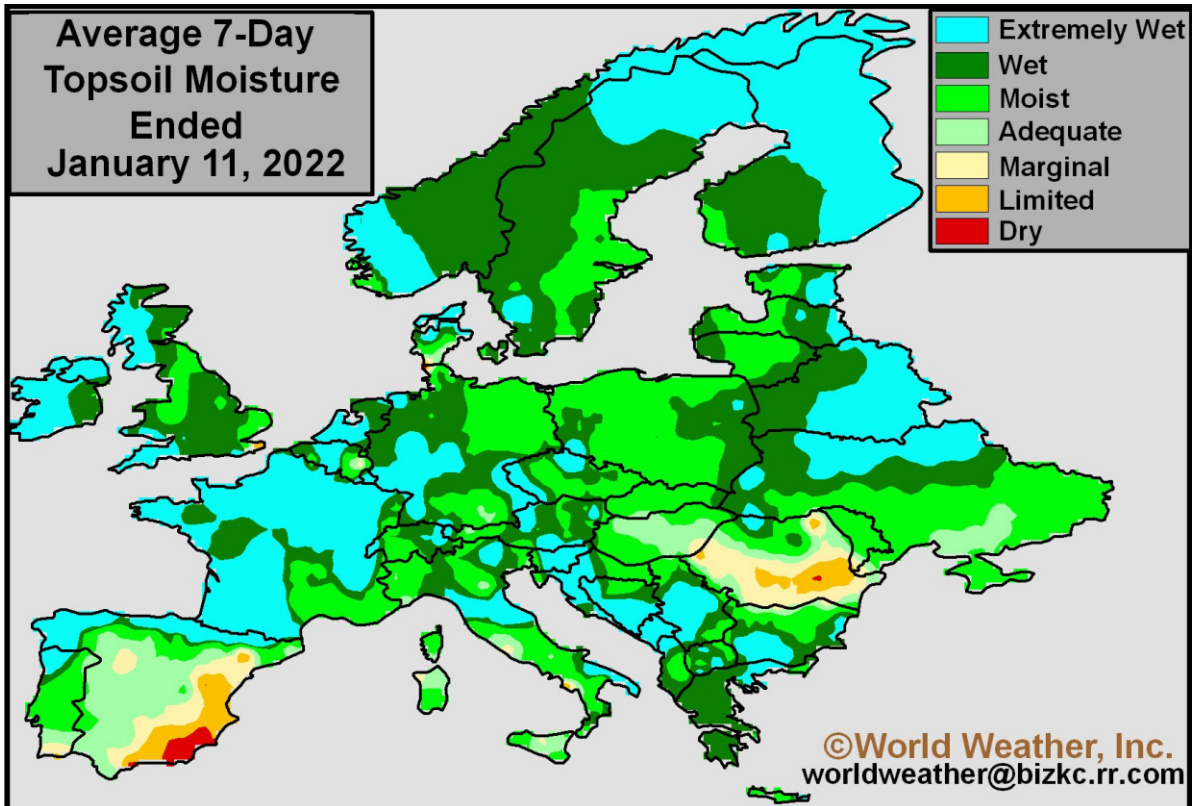 Average 7-Day
Topsoil Moisture
Ended
January 11, 2022
Extremely Wet
Wet
Moist
Adequate
Marginal
Limited
Dry
©World Weather, Inc.
worldweather@bizkc.rr.com